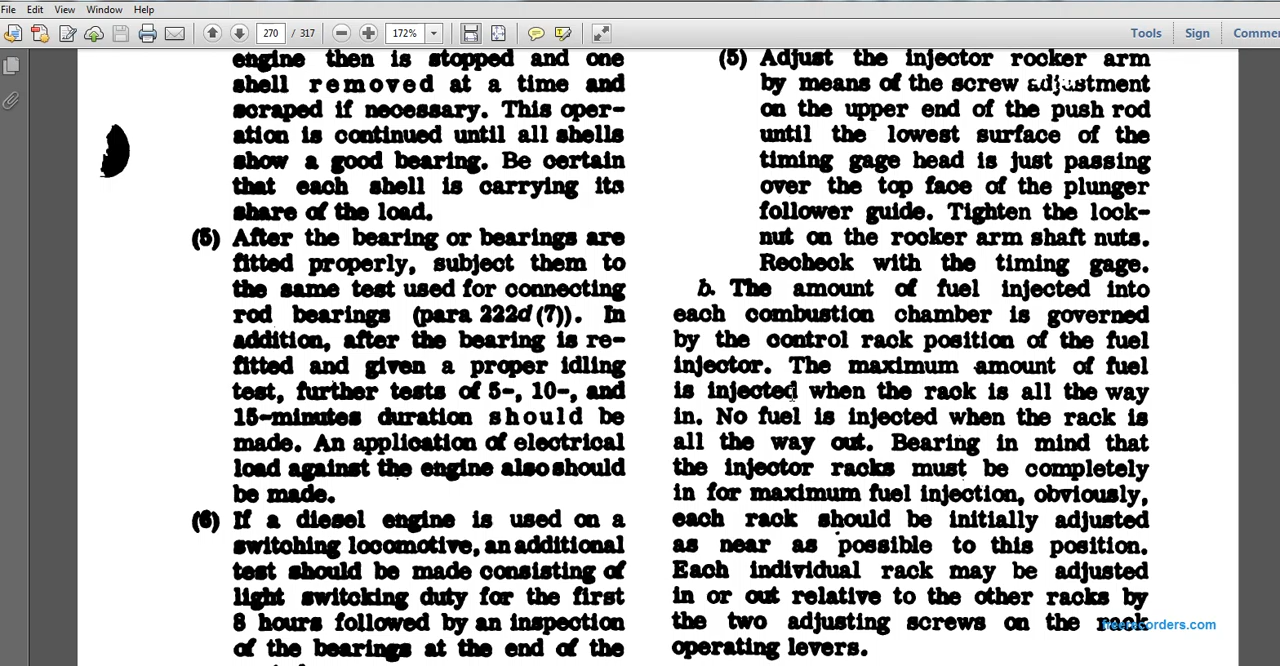 File Edit View Window Help
270 / 317 172% Tools Sign Comme
engine then is stopped and one
shell removed at a time and
scraped if necessary. This oper-
ation is continued until all shells
show a good bearing. Be certain
that each shell is carrying its
share of the load.
(5) After the bearing or bearings are
fitted properly, subject them to
the same test used for connecting
rod bearings (para 222d (7)). In
addition, after the bearing is re-
fitted and given a proper idling
test, further tests of 5-, 10-, and
15-minutes duration should be
made. An application of electrical
load against the engine also should
be made.
(6) If a diesel engine is used on a
switching locomotive, an additional
test should be made consisting of
light switcking duty for the first
8 hours followed by an inspection
of the bearings at the end of the
(5) Adjust the injector rocker arm
by means of the screw adjustment
on the upper end of the push rod
until the lowest surface of the
timing gage head is just passing
over the top face of the plunger
follower guide. Tighten the lock-
nut on the rocker arm shaft nuts.
Recheck with the timing gage.
b. The amount of fuel injected into
each combustion chamber is governed
by the control rack position of the fuel
injector. The maximum amount of fuel
is injected when the rack is all the way
in. No fuel is injected when the rack is
all the way out. Bearing in mind that
the injector racks must be completely
in for maximum fuel injection, obviously,
each rack should be initially adjusted
as near as possible to this position.
Each individual rack may be adjusted
in or out relative to the other racks by
the two adjusting screws on the rack
operating levers.
freerecorders.com